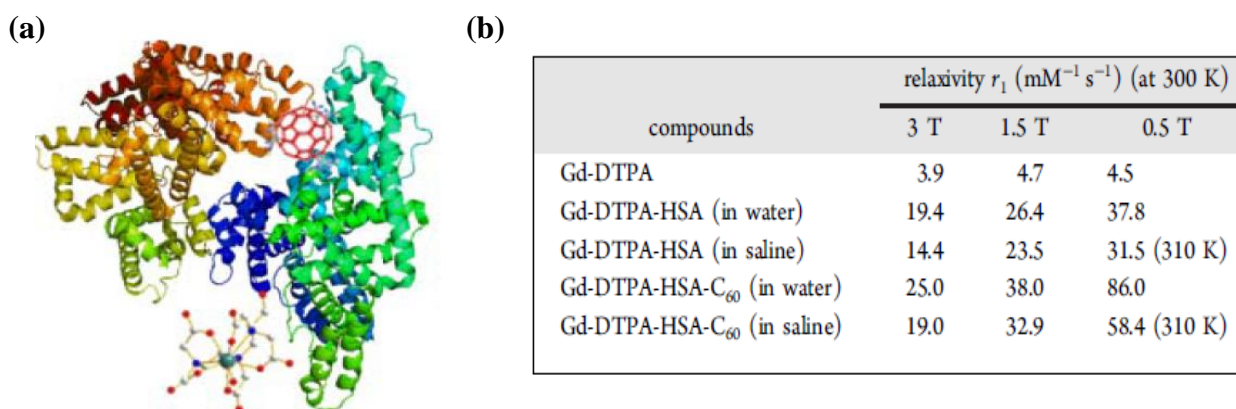 (a)
(b)
relaxivity r₁ (mM⁻¹ s⁻¹) (at 300 K)
compounds 3 T 1.5 T 0.5 T
Gd-DTPA 3.9 4.7 4.5
Gd-DTPA-HSA (in water) 19.4 26.4 37.8
Gd-DTPA-HSA (in saline) 14.4 23.5 31.5 (310 K)
Gd-DTPA-HSA-C₆₀ (in water) 25.0 38.0 86.0
Gd-DTPA-HSA-C₆₀ (in saline) 19.0 32.9 58.4 (310 K)